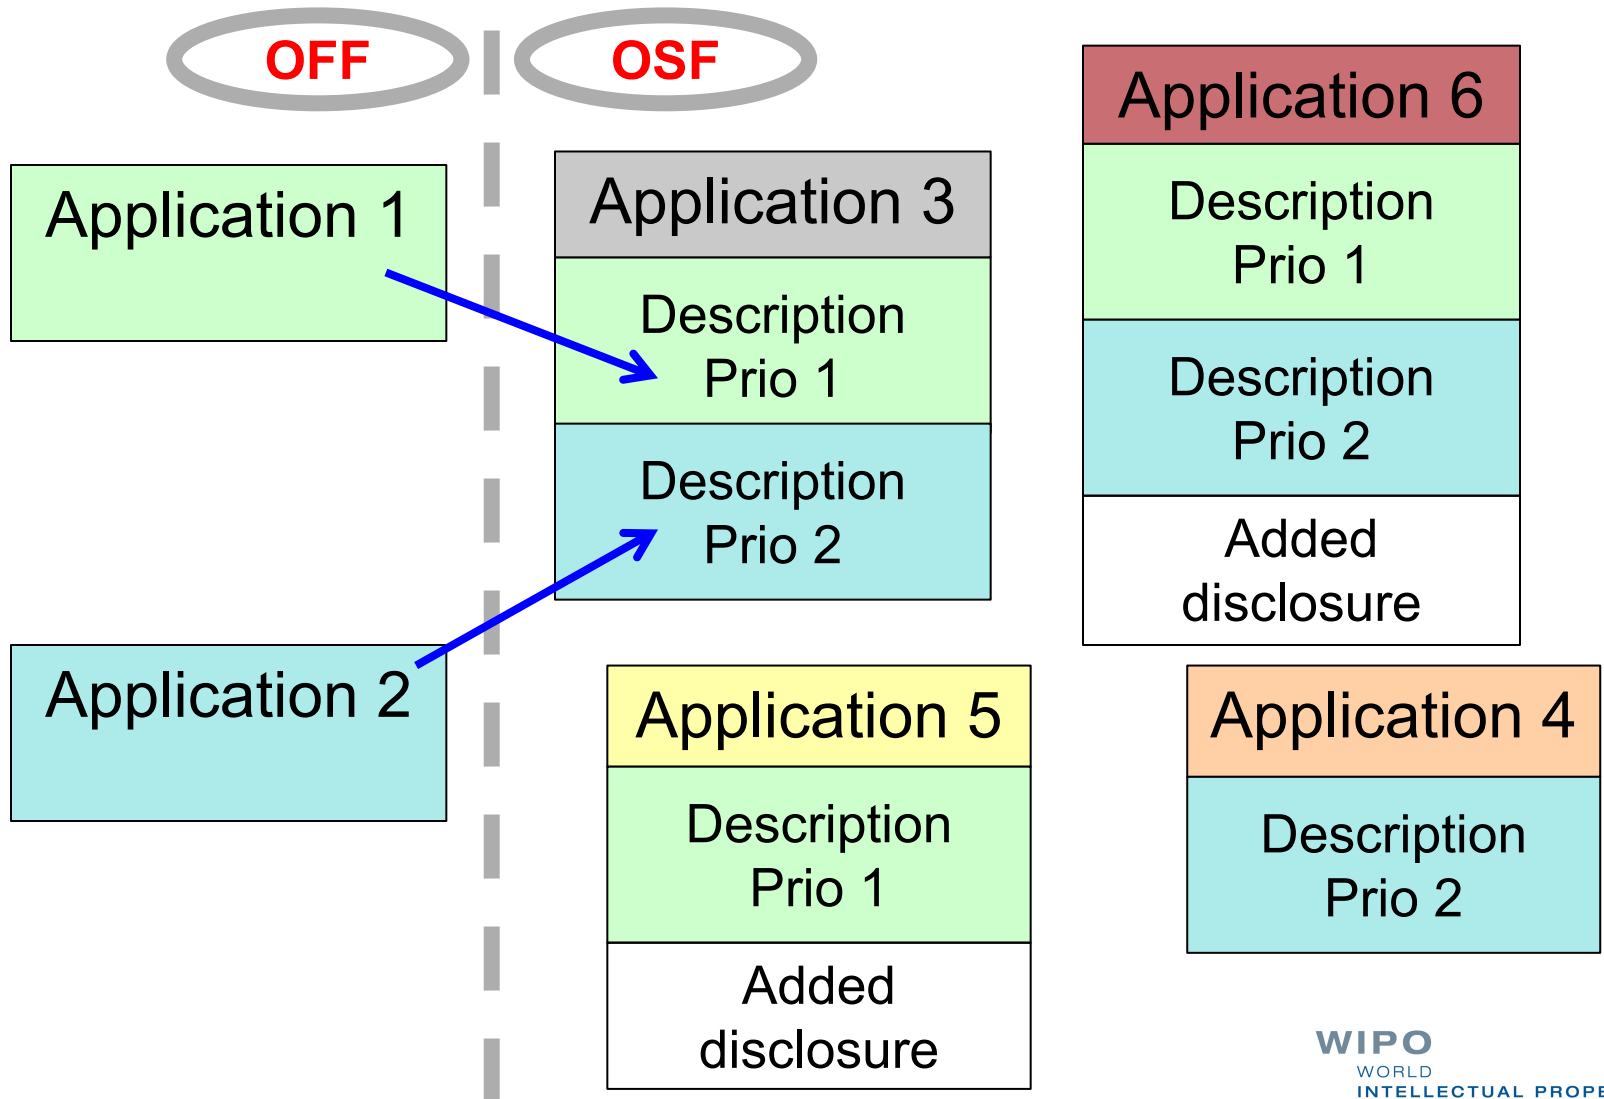 OFF
OSF
Application 1
Application 2
Application 3
Description
Prio 1
Description
Prio 2
Application 5
Description
Prio 1
Added
disclosure
Application 6
Description
Prio 1
Description
Prio 2
Added
disclosure
Application 4
Description
Prio 2
WIPO
WORLD
INTELLECTUAL PROPE